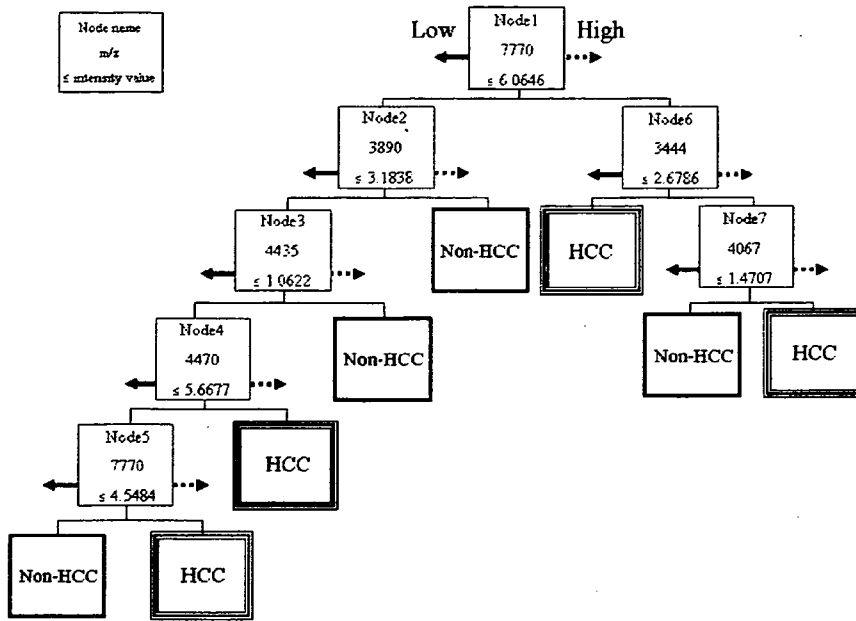 Node name
m/z
≤ intensity value
Low
High
Node1
7770
≤ 6.0646
Node2
3890
≤ 3.1838
Node6
3444
≤ 2.6786
Node3
4435
≤ 1.0622
Non-HCC
HCC
Node7
4067
≤ 1.4707
Node4
4470
≤ 5.6677
Non-HCC
Non-HCC
HCC
Node5
7770
≤ 4.5484
HCC
Non-HCC
HCC